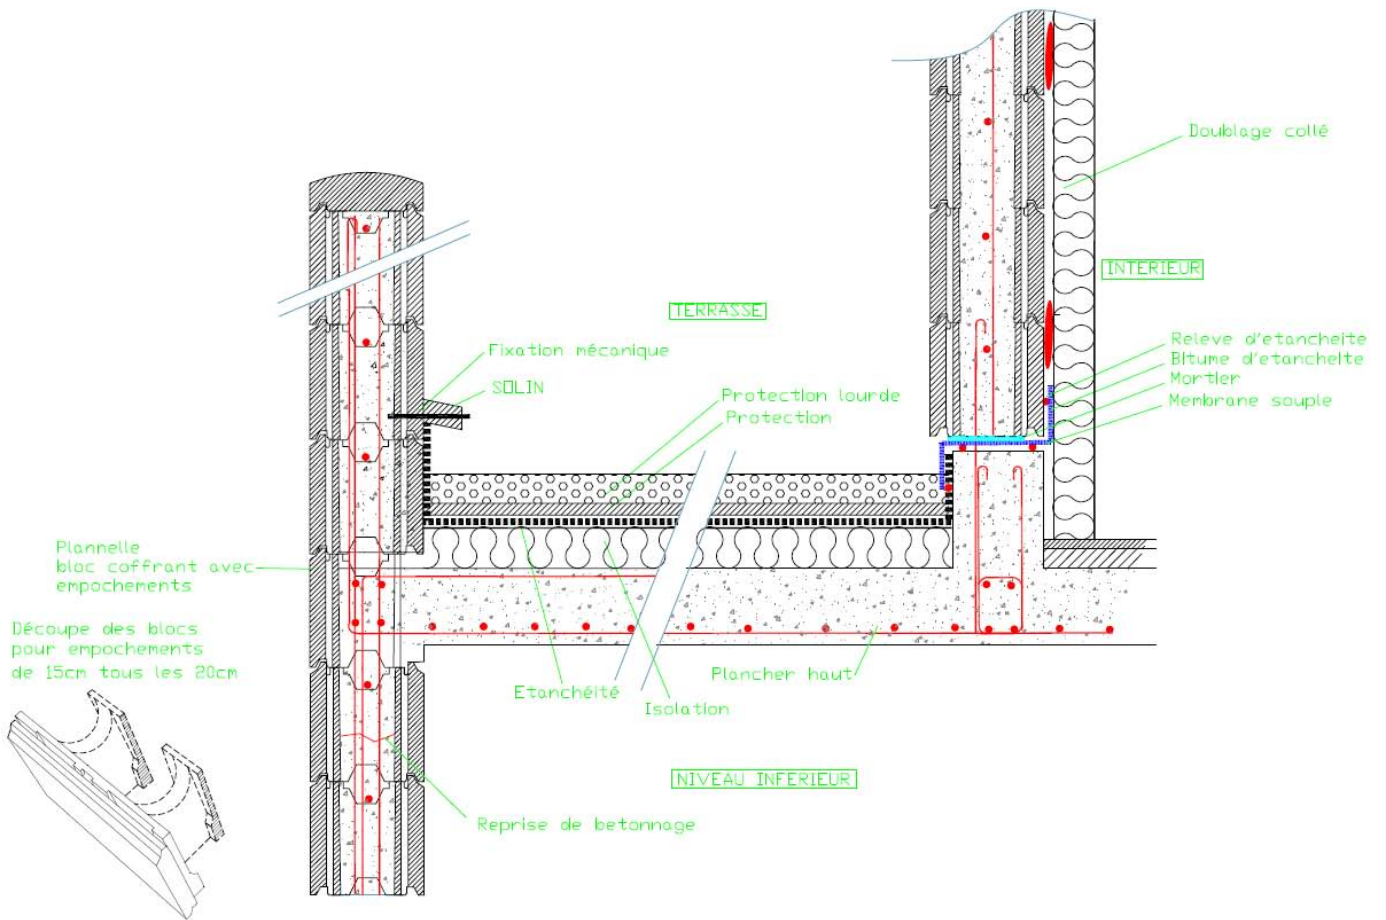 Doublage collé
INTERIEUR
TERRASSE
Releve d'etancheite
Bitume d'etancheite
Mortier
Membrane souple
Fixation mécanique
SOLIN
Protection lourde
Protection
Plannelle
bloc coffrant avec
empochements
Découpe des blocs
pour empochements
de 15cm tous les 20cm
Plancher haut
Etanchéité
Isolation
NIVEAU INFERIEUR
Reprise de betonnage